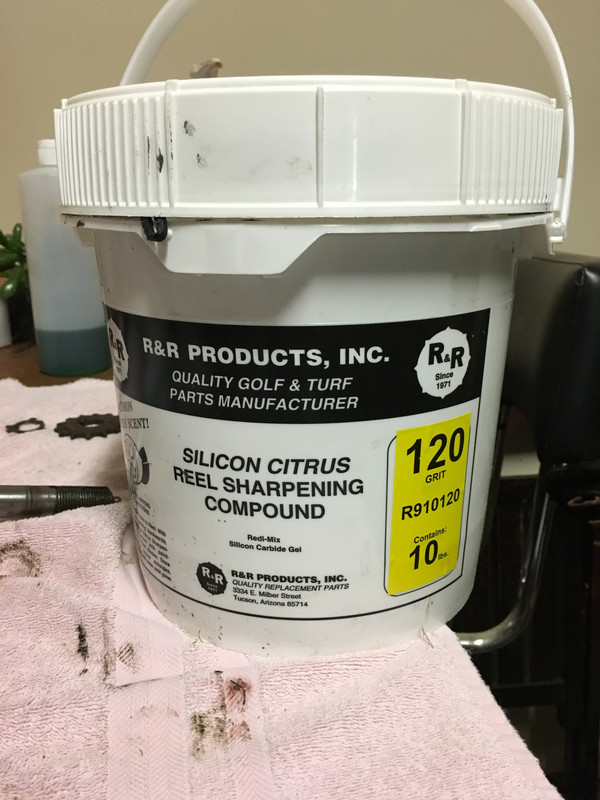 R&R PRODUCTS, INC.
QUALITY GOLF & TURF
PARTS MANUFACTURER
R&R
Since
1971
R&R
SCENT!
SILICON CITRUS
REEL SHARPENING
COMPOUND
Redi-Mix
Silicon Carbide Gel
120
GRIT
R910120
Contains:
10 lbs.
R&R
R&R PRODUCTS, INC.
QUALITY REPLACEMENT PARTS
3334 E. Milber Street
Tucson, Arizona 85714